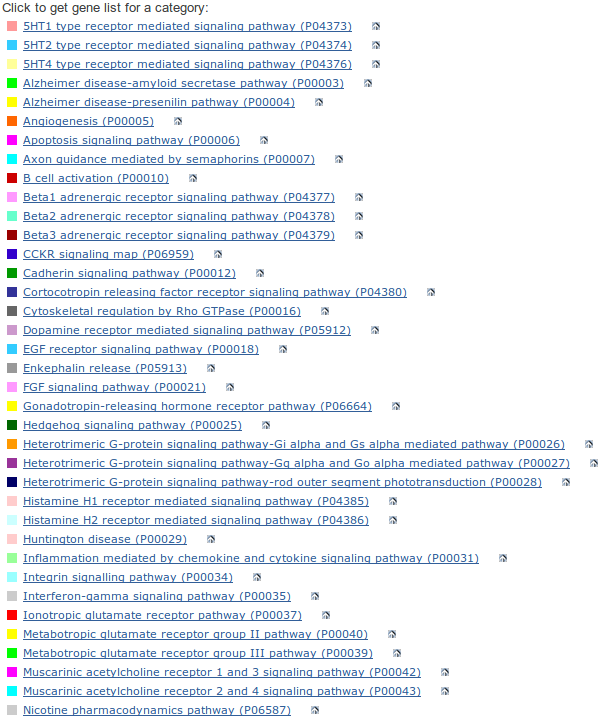 Click to get gene list for a category:
5HT1 type receptor mediated signaling pathway (P04373)
5HT2 type receptor mediated signaling pathway (P04374)
5HT4 type receptor mediated signaling pathway (P04376)
Alzheimer disease-amyloid secretase pathway (P00003)
Alzheimer disease-presenilin pathway (P00004)
Angiogenesis (P00005)
Apoptosis signaling pathway (P00006)
Axon guidance mediated by semaphorins (P00007)
B cell activation (P00010)
Beta1 adrenergic receptor signaling pathway (P04377)
Beta2 adrenergic receptor signaling pathway (P04378)
Beta3 adrenergic receptor signaling pathway (P04379)
CCKR signaling map (P06959)
Cadherin signaling pathway (P00012)
Cortocotropin releasing factor receptor signaling pathway (P04380)
Cytoskeletal regulation by Rho GTPase (P00016)
Dopamine receptor mediated signaling pathway (P05912)
EGF receptor signaling pathway (P00018)
Enkephalin release (P05913)
FGF signaling pathway (P00021)
Gonadotropin-releasing hormone receptor pathway (P06664)
Hedgehog signaling pathway (P00025)
Heterotrimeric G-protein signaling pathway-Gi alpha and Gs alpha mediated pathway (P00026)
Heterotrimeric G-protein signaling pathway-Gq alpha and Go alpha mediated pathway (P00027)
Heterotrimeric G-protein signaling pathway-rod outer segment phototransduction (P00028)
Histamine H1 receptor mediated signaling pathway (P04385)
Histamine H2 receptor mediated signaling pathway (P04386)
Huntington disease (P00029)
Inflammation mediated by chemokine and cytokine signaling pathway (P00031)
Integrin signalling pathway (P00034)
Interferon-gamma signaling pathway (P00035)
Ionotropic glutamate receptor pathway (P00037)
Metabotropic glutamate receptor group II pathway (P00040)
Metabotropic glutamate receptor group III pathway (P00039)
Muscarinic acetylcholine receptor 1 and 3 signaling pathway (P00042)
Muscarinic acetylcholine receptor 2 and 4 signaling pathway (P00043)
Nicotine pharmacodynamics pathway (P06587)